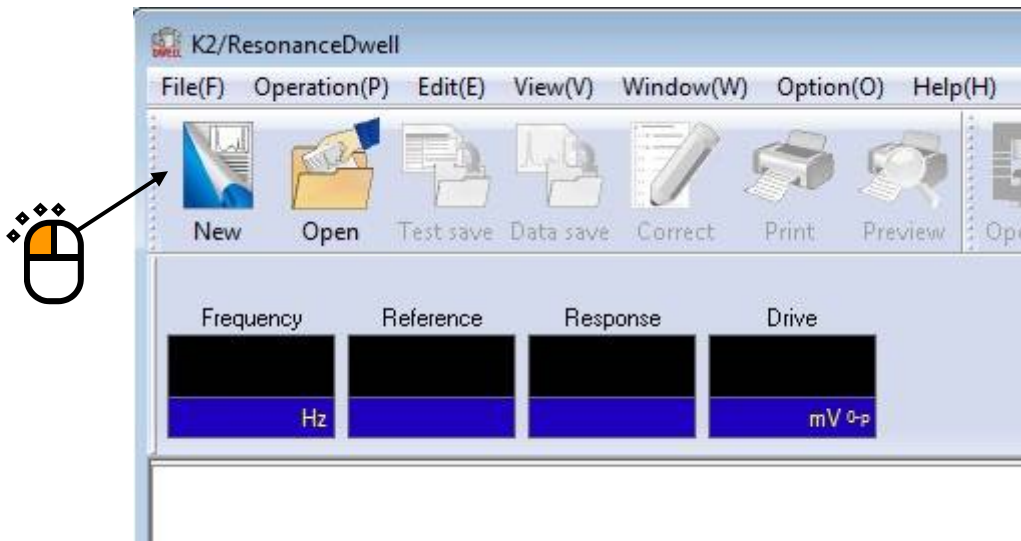 K2/ResonanceDwell
File(F) Operation(P) Edit(E) View(V) Window(W) Option(O) Help(H)
New Open Test save Data save Correct Print Preview Ope
Frequency Reference Response Drive
Hz mV 0-p